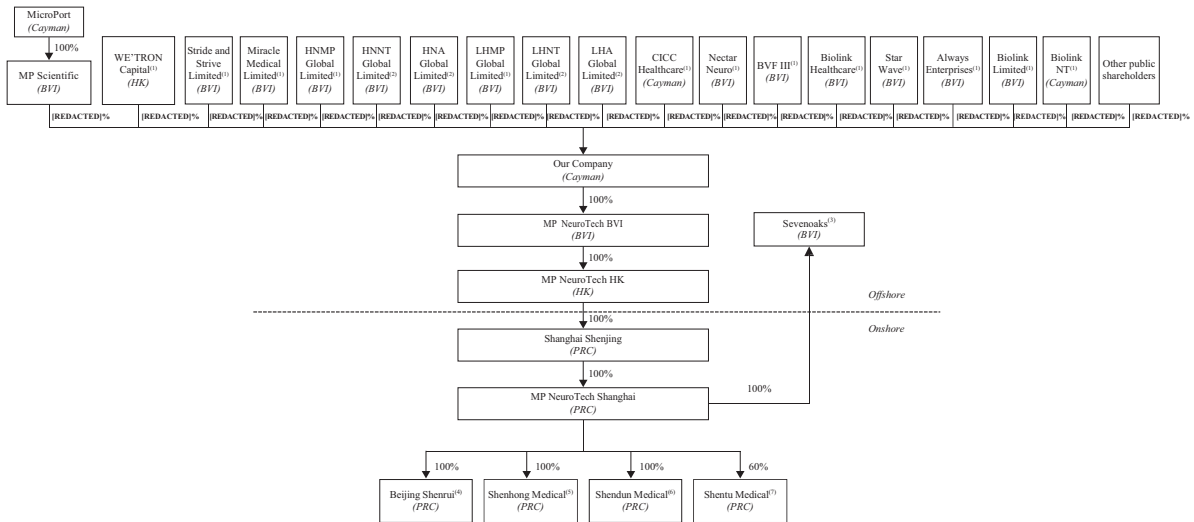 MicroPort
(Cayman)
100%
MP Scientific
(BVI)
WE'TRON
Capital(1)
(HK)
Stride and
Strive Limited(1)
(BVI)
Miracle
Medical Limited(1)
(BVI)
HNMP
Global
Limited(1)
(BVI)
HNNT
Global
Limited(2)
(BVI)
HNA
Global
Limited(2)
(BVI)
LHMP
Global
Limited(1)
(BVI)
LHNT
Global
Limited(2)
(BVI)
LHA
Global
Limited(2)
(BVI)
CICC
Healthcare(1)
(Cayman)
Nectar
Neuro(1)
(BVI)
BVF III(1)
(BVI)
Biolink
Healthcare(1)
(BVI)
Star
Wave(1)
(BVI)
Always
Enterprises(1)
(BVI)
Biolink
Limited(1)
(BVI)
Biolink
NT(1)
(Cayman)
Other public
shareholders
[REDACTED]% [REDACTED]% [REDACTED]% [REDACTED]% [REDACTED]% [REDACTED]% [REDACTED]% [REDACTED]% [REDACTED]% [REDACTED]% [REDACTED]% [REDACTED]% [REDACTED]% [REDACTED]% [REDACTED]% [REDACTED]% [REDACTED]% [REDACTED]% [REDACTED]%
Our Company
(Cayman)
100%
MP NeuroTech BVI
(BVI)
Sevenoaks(3)
(BVI)
100%
MP NeuroTech HK
(HK)
Offshore
100%
Onshore
Shanghai Shenjing
(PRC)
100%
MP NeuroTech Shanghai
(PRC)
100%
100% 100% 100% 60%
Beijing Shenrui(4)
(PRC)
Shenhong Medical(5)
(PRC)
Shendun Medical(6)
(PRC)
Shentu Medical(7)
(PRC)